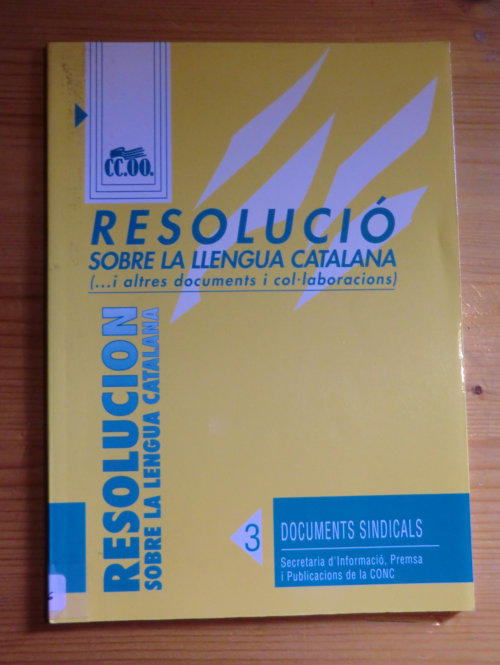 CC.OO.
RESOLUCIÓ
SOBRE LA LLENGUA CATALANA
(...i altres documents i col·laboracions)
RESOLUCION
SOBRE LA LENGUA CATALANA
3
DOCUMENTS SINDICALS
Secretaria d'Informació, Premsa
i Publicacions de la CONC